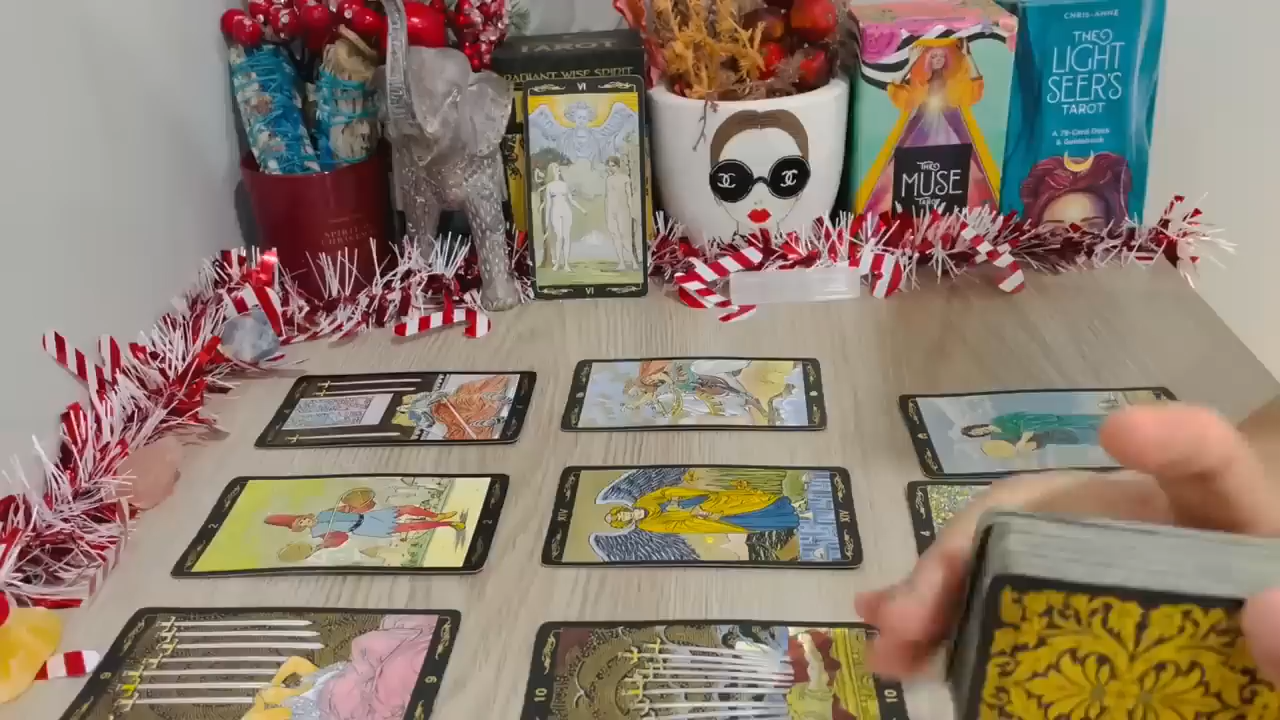 TAROT
RADIANT WISE SPIRIT
VI
VI
CHRIS-ANNE
THE
LIGHT
SEER'S
TAROT
A 78-Card Deck
& Guidebook
THE
MUSE
TAROT
2
2
XIV
XIV
4
9
9
10
10